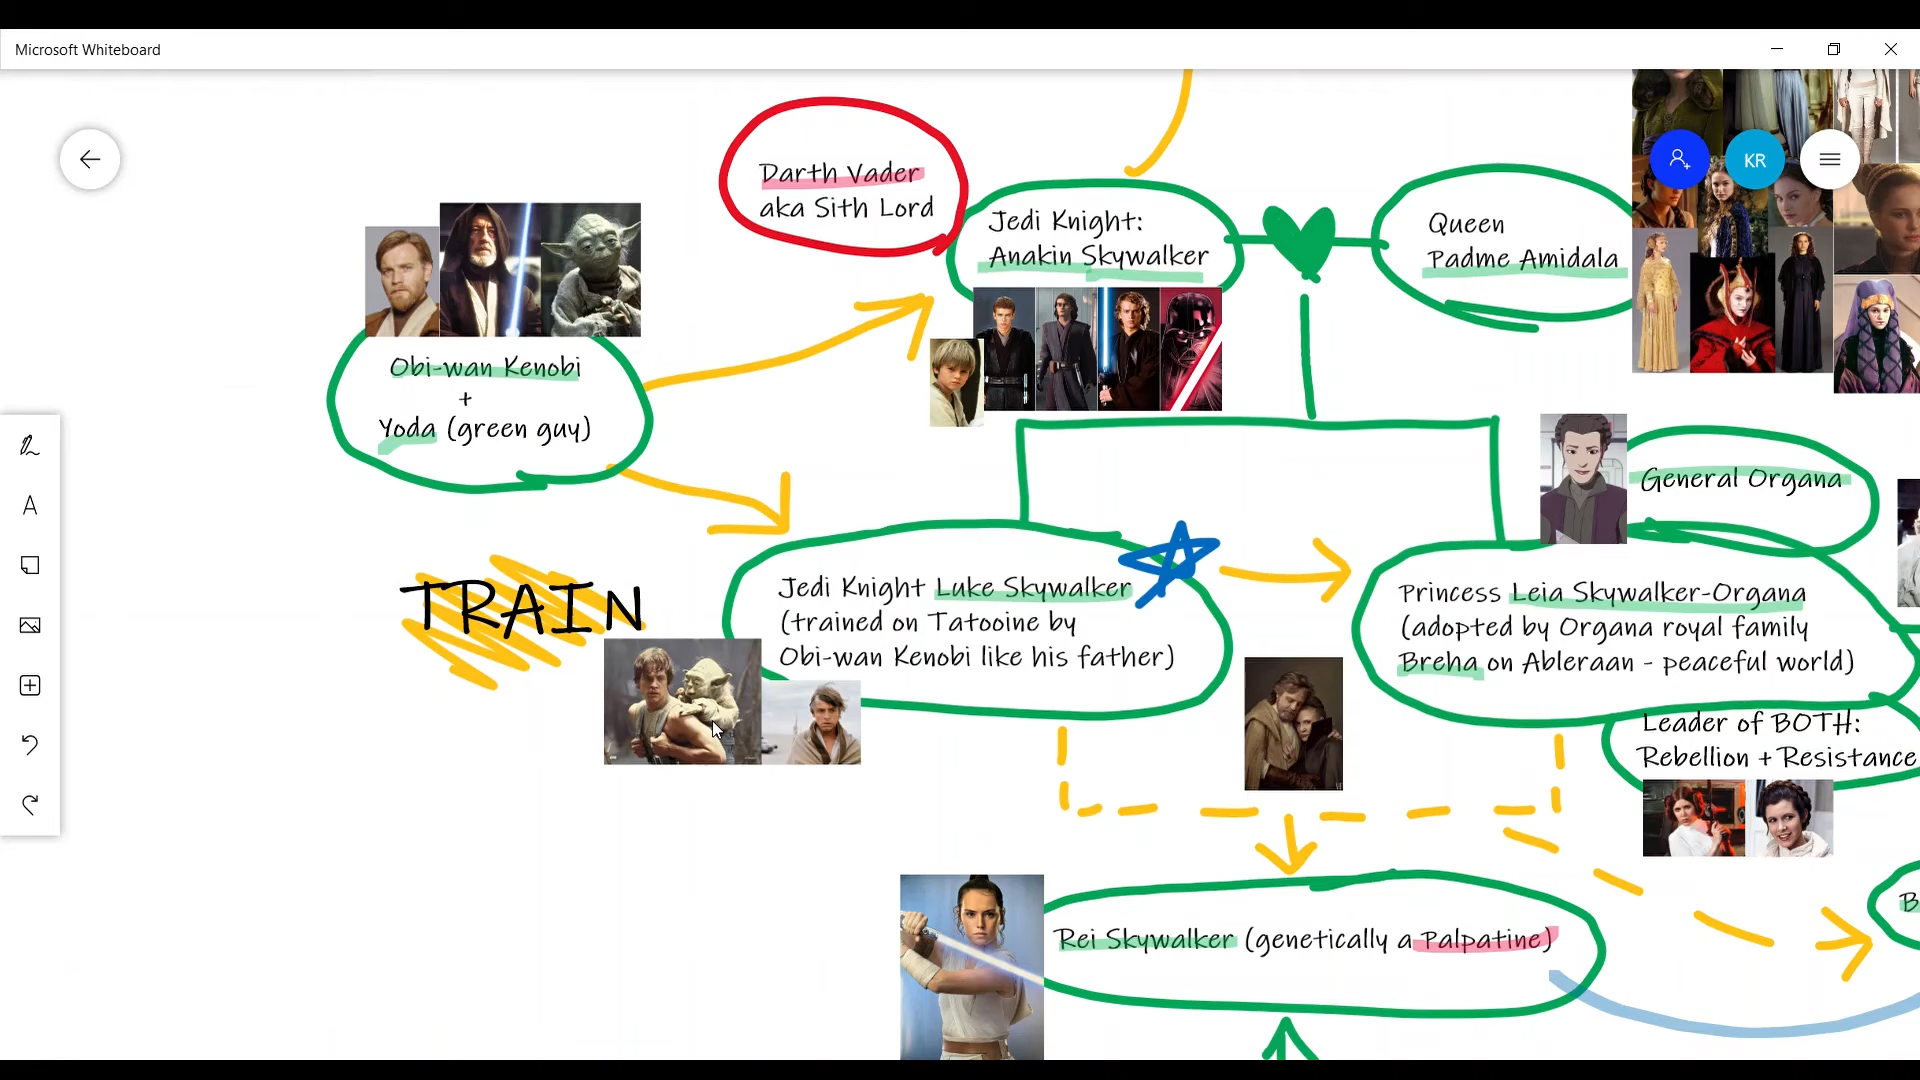 Microsoft Whiteboard
KR
Darth Vader
aka Sith Lord
Jedi Knight:
Anakin Skywalker
Queen
Padme Amidala
Obi-wan Kenobi
+
Yoda (green guy)
General Organa
TRAIN
Jedi Knight Luke Skywalker
(trained on Tatooine by
Obi-wan Kenobi like his father)
Princess Leia Skywalker-Organa
(adopted by Organa royal family
Breha on Ableraan - peaceful world)
Leader of BOTH:
Rebellion + Resistance
Rei Skywalker (genetically a Palpatine)
B